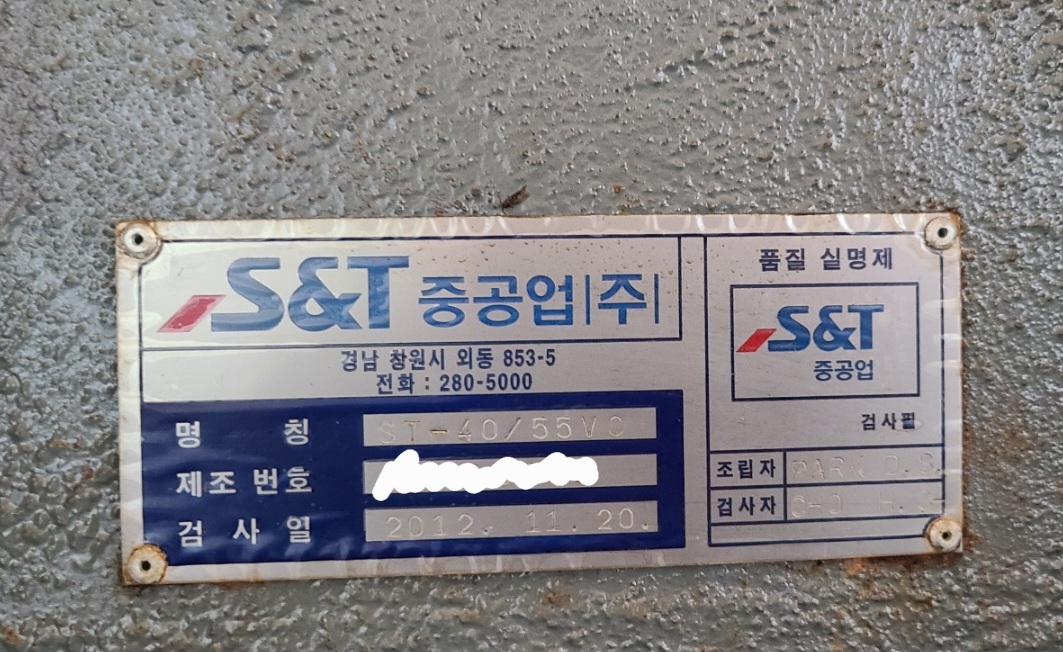 S&T 중공업|주|
경남 창원시 외동 853-5
전화 : 280-5000
명 칭 ST-40/55VC
제조 번호
검 사 일 2012. 11. 20.
품질 실명제
S&T
중공업
검사필
조립자 PARK D.S.
검사자 CHO H.S